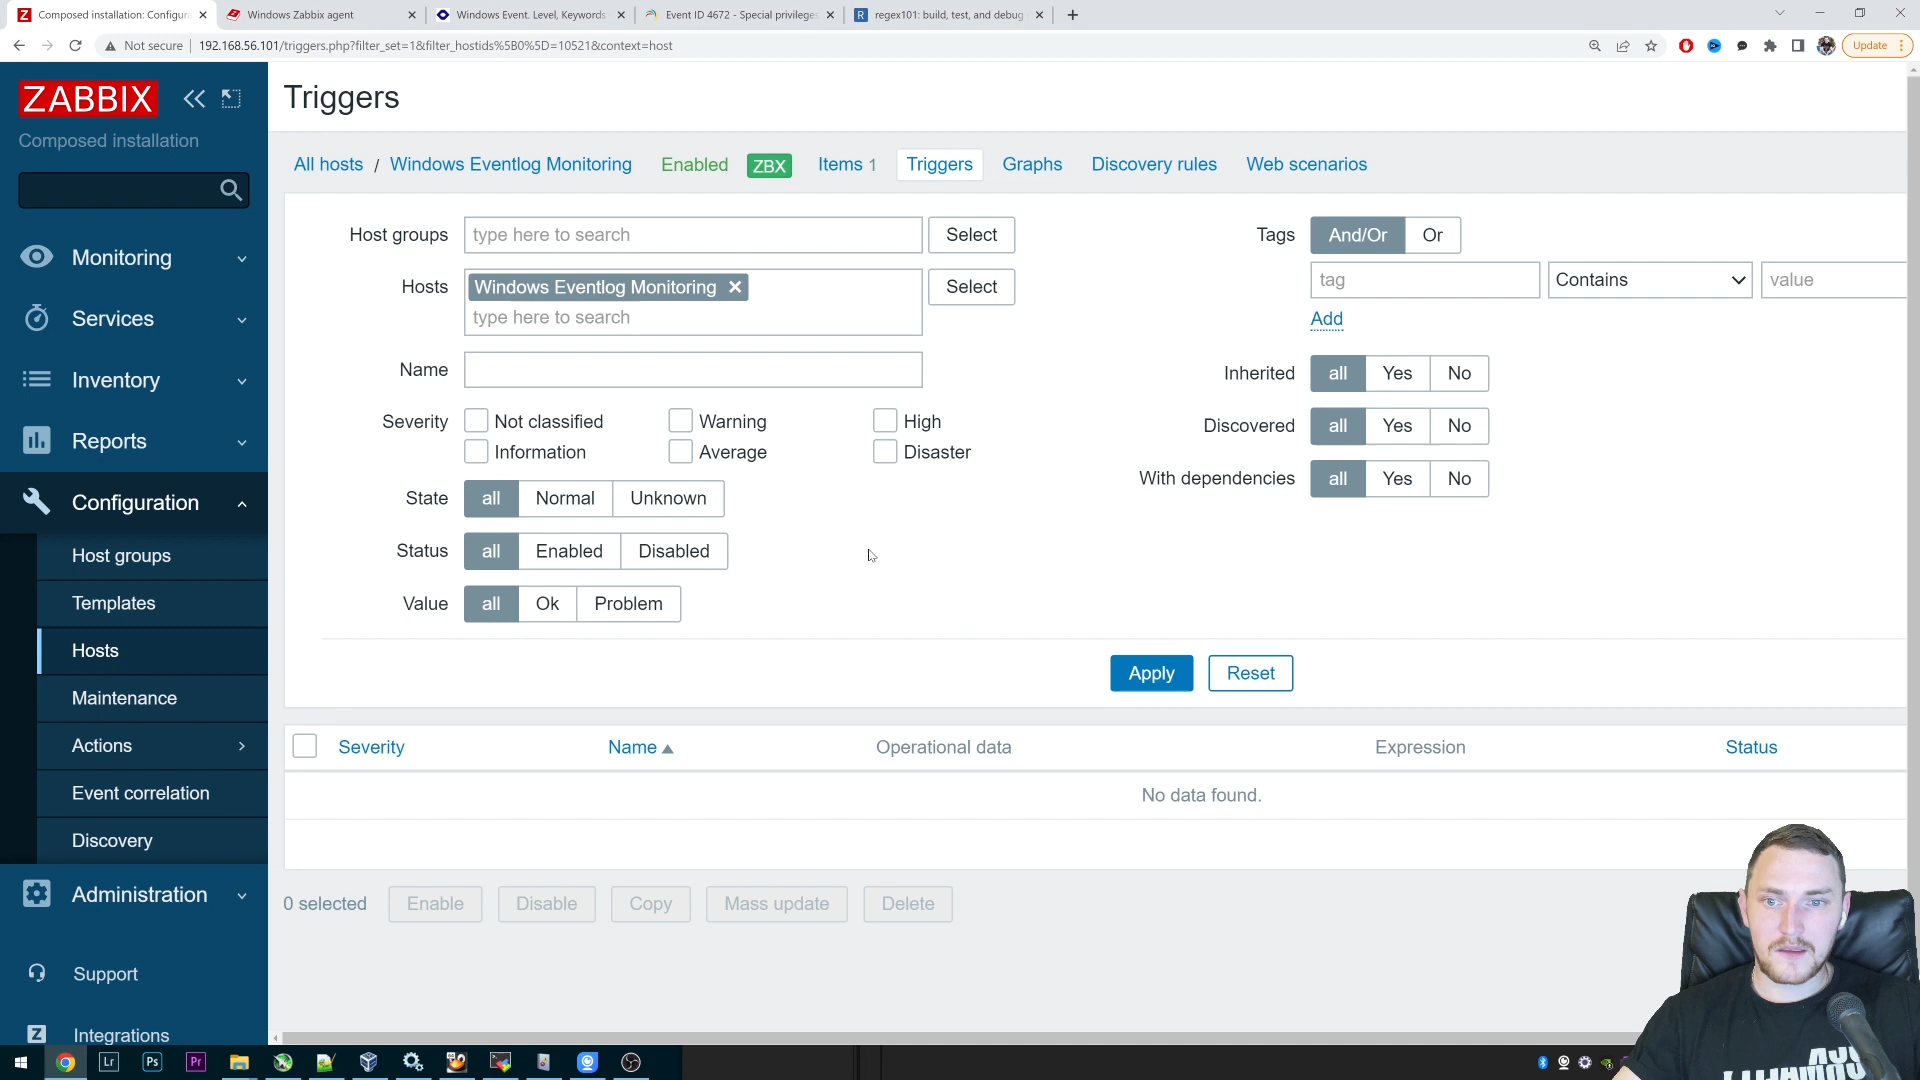 Composed installation: Configura
Windows Zabbix agent
Windows Event. Level, Keywords
Event ID 4672 - Special privileges
regex101: build, test, and debug
Not secure
192.168.56.101/triggers.php?filter_set=1&filter_hostids%5B0%5D=10521&context=host
Update
ZABBIX
Composed installation
Monitoring
Services
Inventory
Reports
Configuration
Host groups
Templates
Hosts
Maintenance
Actions
Event correlation
Discovery
Administration
Support
Integrations
Triggers
All hosts / Windows Eventlog Monitoring Enabled ZBX Items 1 Triggers Graphs Discovery rules Web scenarios
Host groups type here to search Select
Hosts Windows Eventlog Monitoring Select
type here to search
Name
Severity Not classified Warning High
Information Average Disaster
State all Normal Unknown
Status all Enabled Disabled
Value all Ok Problem
Tags And/Or Or
tag Contains value
Add
Inherited all Yes No
Discovered all Yes No
With dependencies all Yes No
Apply Reset
Severity Name Operational data Expression Status
No data found.
0 selected Enable Disable Copy Mass update Delete
Lr Ps Pr